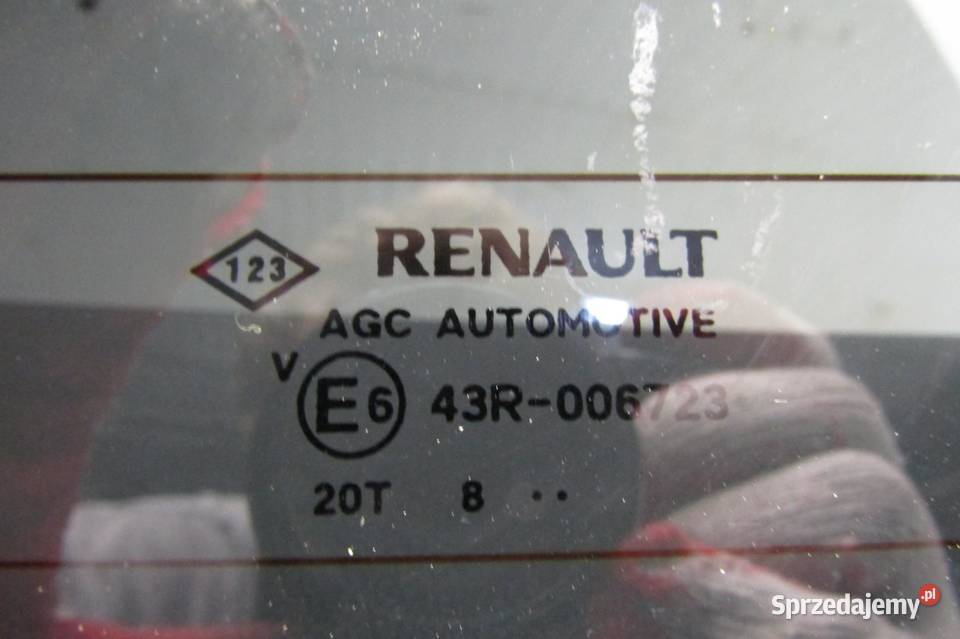 123 RENAULT
AGC AUTOMOTIVE
V E6 43R-006723
20T 8 ··
Sprzedajemy.pl